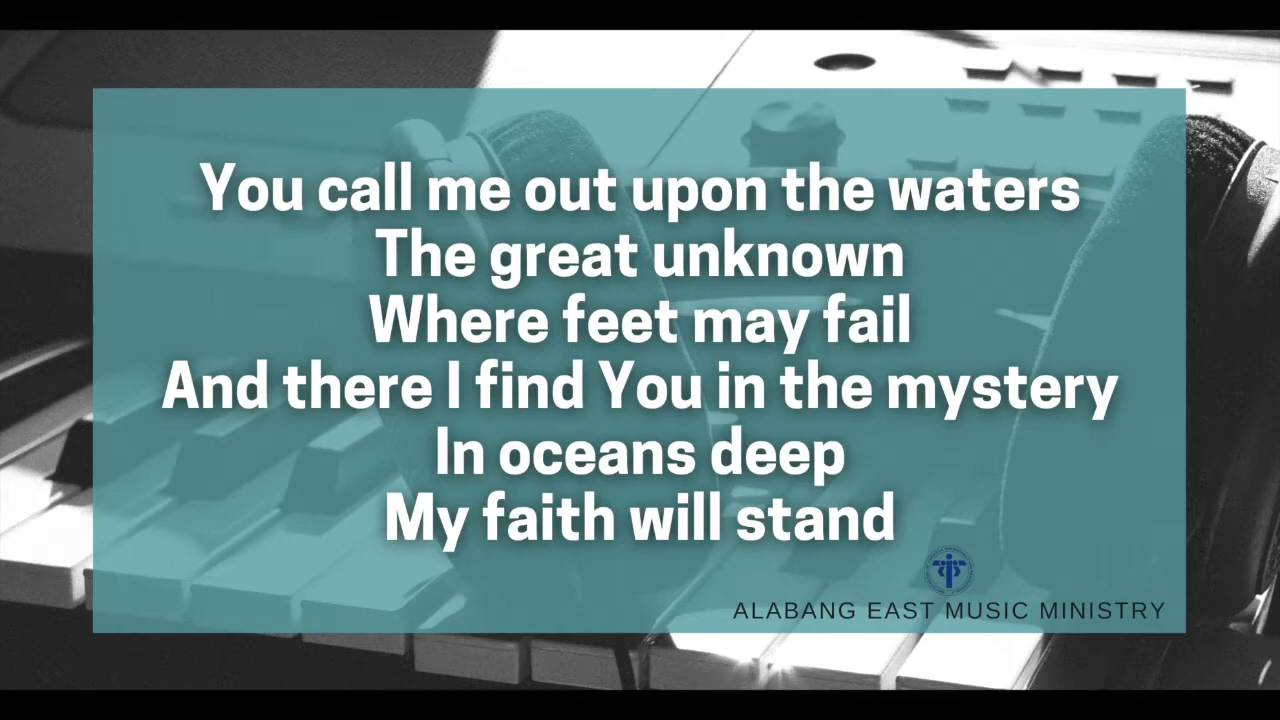 You call me out upon the waters
The great unknown
Where feet may fail
And there I find You in the mystery
In oceans deep
My faith will stand
ALABANG EAST MUSIC MINISTRY